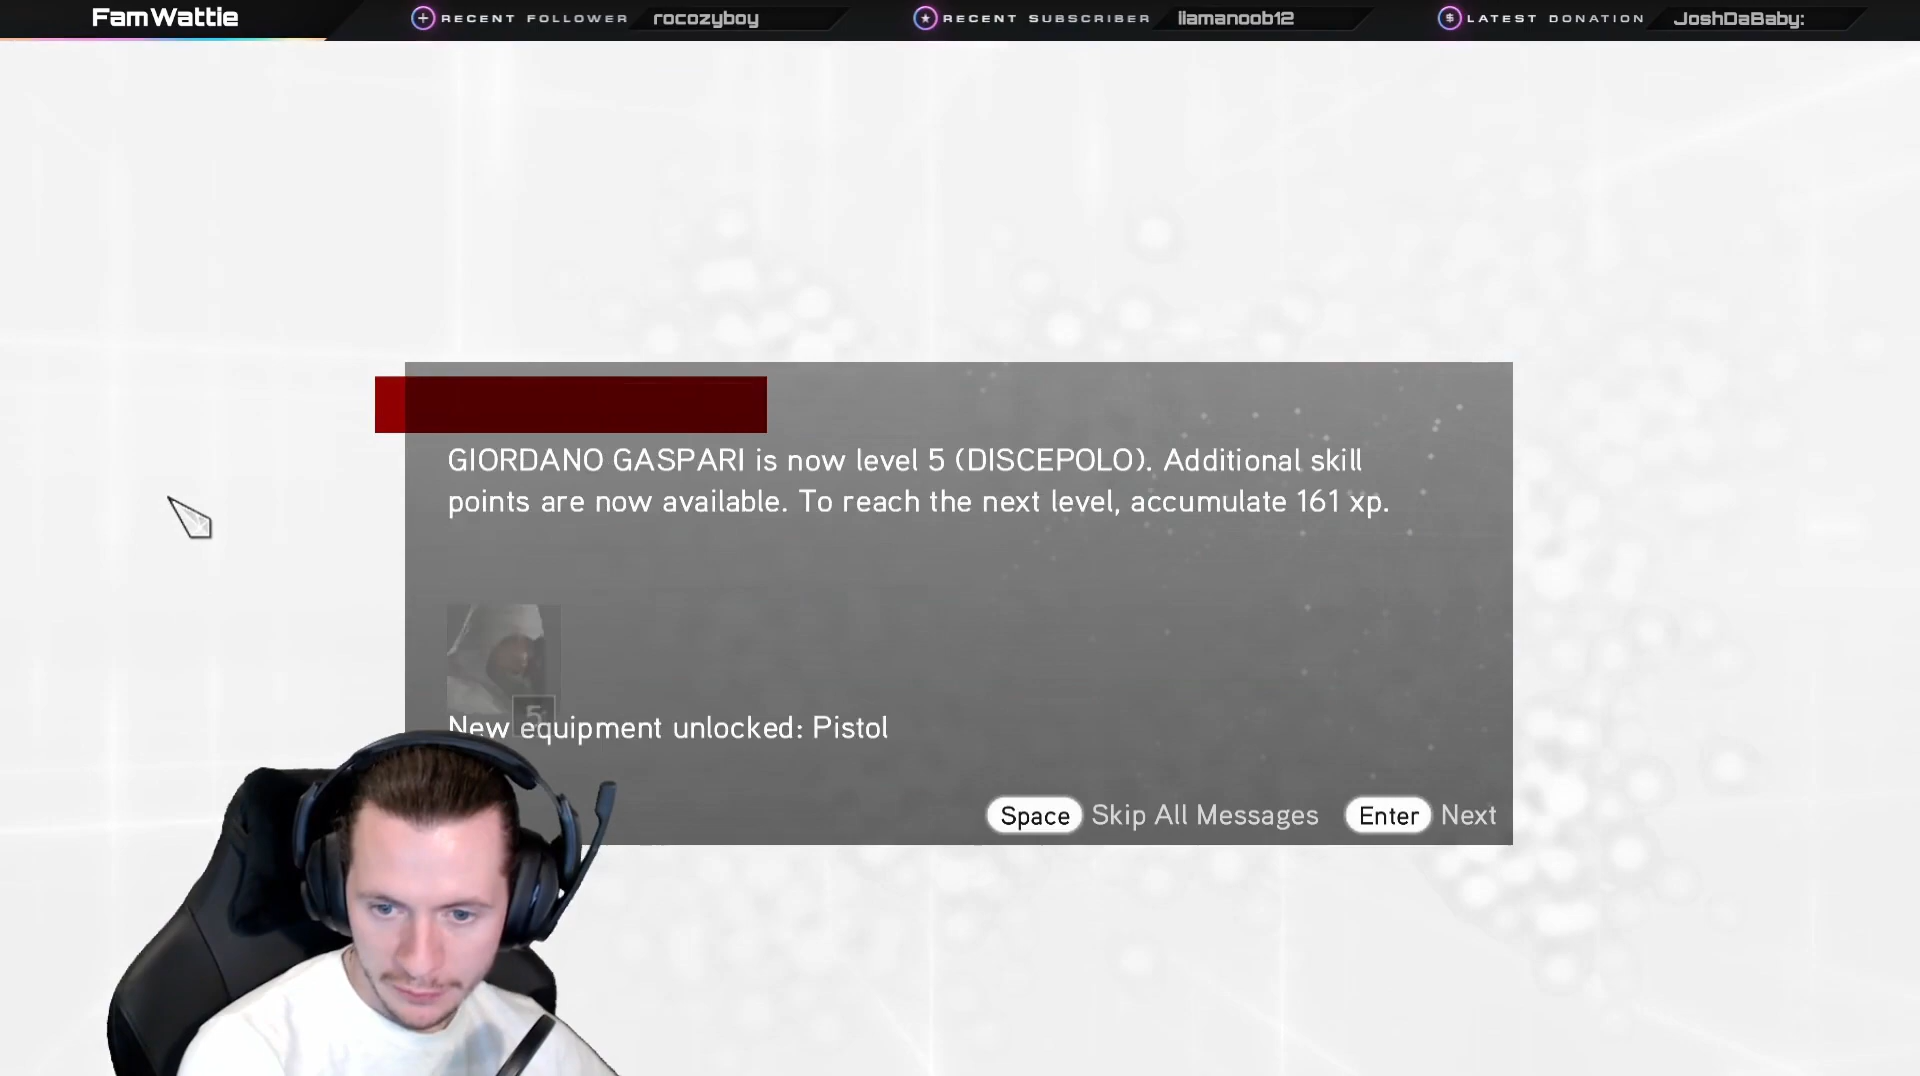 FamWattie
RECENT FOLLOWER rocozyboy
RECENT SUBSCRIBER llamanoob12
LATEST DONATION JoshDaBaby:
GIORDANO GASPARI is now level 5 (DISCEPOLO). Additional skill
points are now available. To reach the next level, accumulate 161 xp.
5
New equipment unlocked: Pistol
Space Skip All Messages Enter Next